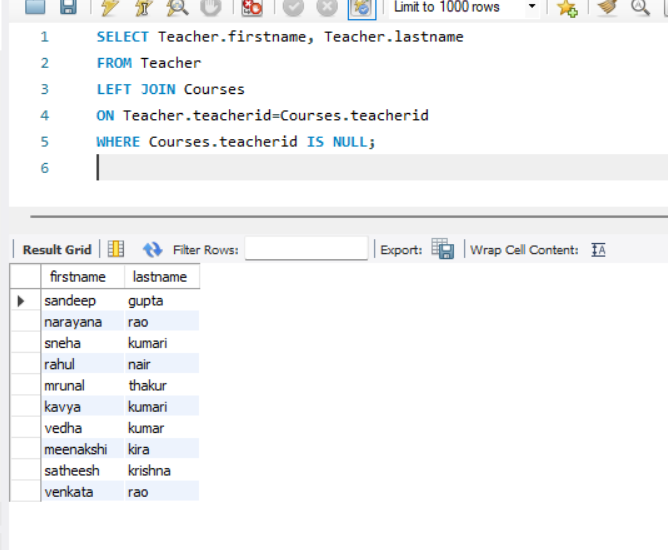 Limit to 1000 rows
1 SELECT Teacher.firstname, Teacher.lastname
2 FROM Teacher
3 LEFT JOIN Courses
4 ON Teacher.teacherid=Courses.teacherid
5 WHERE Courses.teacherid IS NULL;
6
Result Grid Filter Rows: Export: Wrap Cell Content: IA
firstname lastname
sandeep gupta
narayana rao
sneha kumari
rahul nair
mrunal thakur
kavya kumari
vedha kumar
meenakshi kira
satheesh krishna
venkata rao